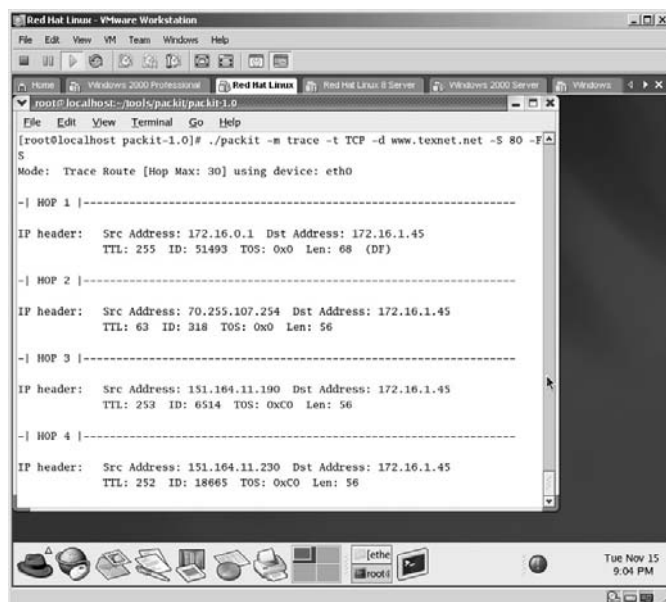 Red Hat Linux - VMware Workstation
File Edit View VM Team Windows Help
Home Windows 2000 Professional Red Hat Linux Red Hat Linux 8 Server Windows 2000 Server Windows
root@localhost:~/tools/packit/packit-1.0
File Edit View Terminal Go Help
[root@localhost packit-1.0]# ./packit -m trace -t TCP -d www.texnet.net -S 80 -F
S
Mode: Trace Route [Hop Max: 30] using device: eth0
-| HOP 1 |------------------------------------------------------------------
IP header: Src Address: 172.16.0.1 Dst Address: 172.16.1.45
TTL: 255 ID: 51493 TOS: 0x0 Len: 68 (DF)
-| HOP 2 |------------------------------------------------------------------
IP header: Src Address: 70.255.107.254 Dst Address: 172.16.1.45
TTL: 63 ID: 318 TOS: 0x0 Len: 56
-| HOP 3 |------------------------------------------------------------------
IP header: Src Address: 151.164.11.190 Dst Address: 172.16.1.45
TTL: 253 ID: 6514 TOS: 0xC0 Len: 56
-| HOP 4 |------------------------------------------------------------------
IP header: Src Address: 151.164.11.230 Dst Address: 172.16.1.45
TTL: 252 ID: 18665 TOS: 0xC0 Len: 56
[ethe
root@
Tue Nov 15
9:04 PM